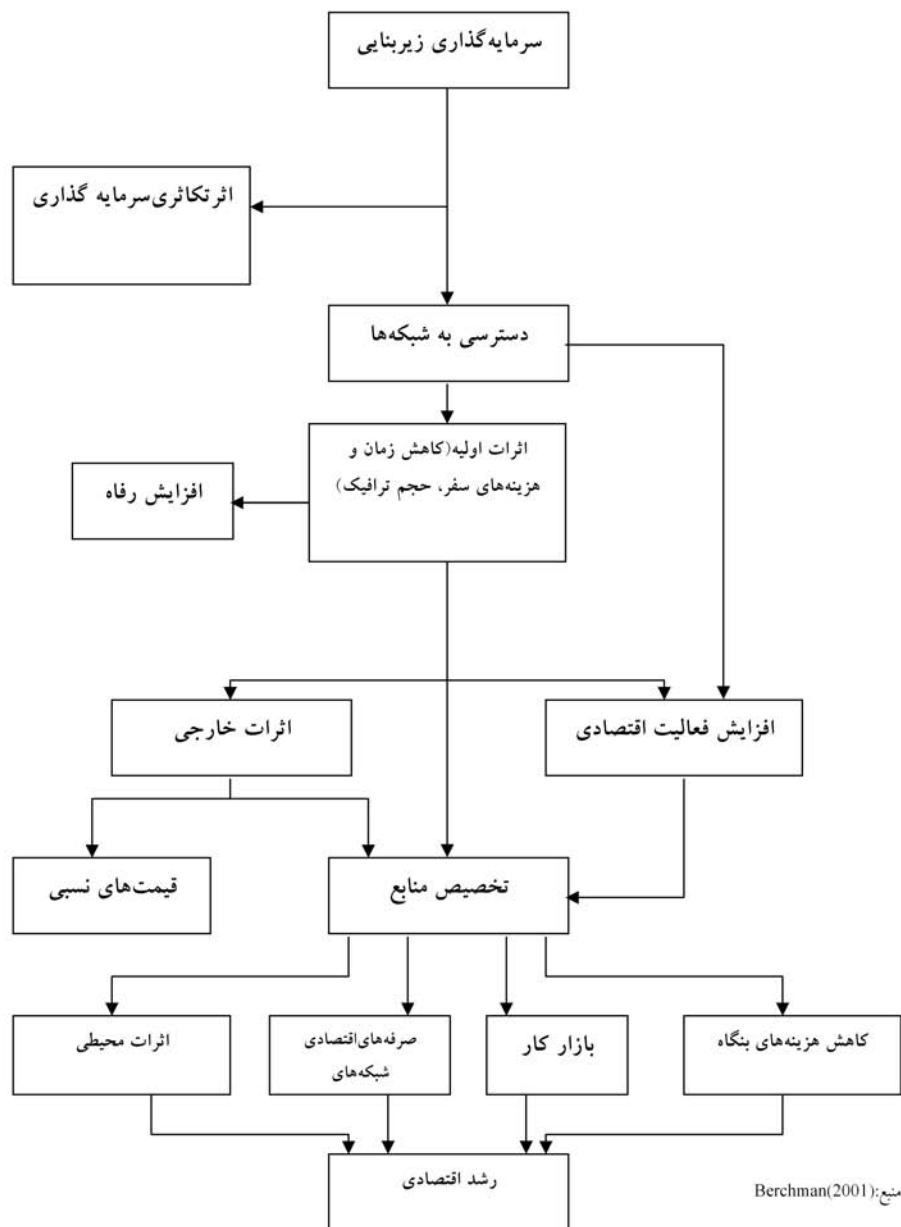 سرمایه‌گذاری زیربنایی
اثرتکاثری‌سرمایه گذاری
دسترسی به شبکه‌ها
اثرات اولیه(کاهش زمان و
هزینه‌های سفر، حجم ترافیک)
افزایش رفاه
افزایش فعالیت اقتصادی
اثرات خارجی
تخصیص منابع
قیمت‌های نسبی
کاهش هزینه‌های بنگاه
بازار کار
صرفه‌های‌اقتصادی
شبکه‌های
اثرات محیطی
رشد اقتصادی
منبع:Berchman(2001)